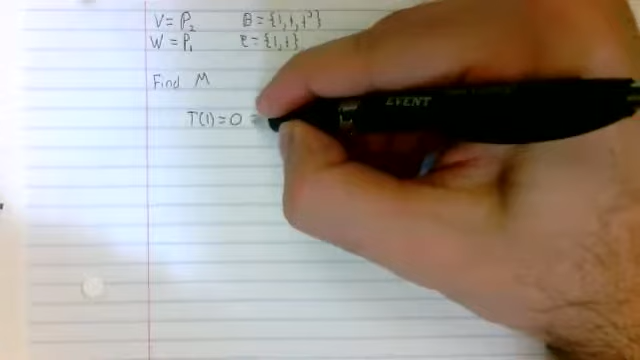 V = P₂ B = {1, t, t²}
W = P₁ C = {1, t}
Find M
T(1) = 0 =
EVENT